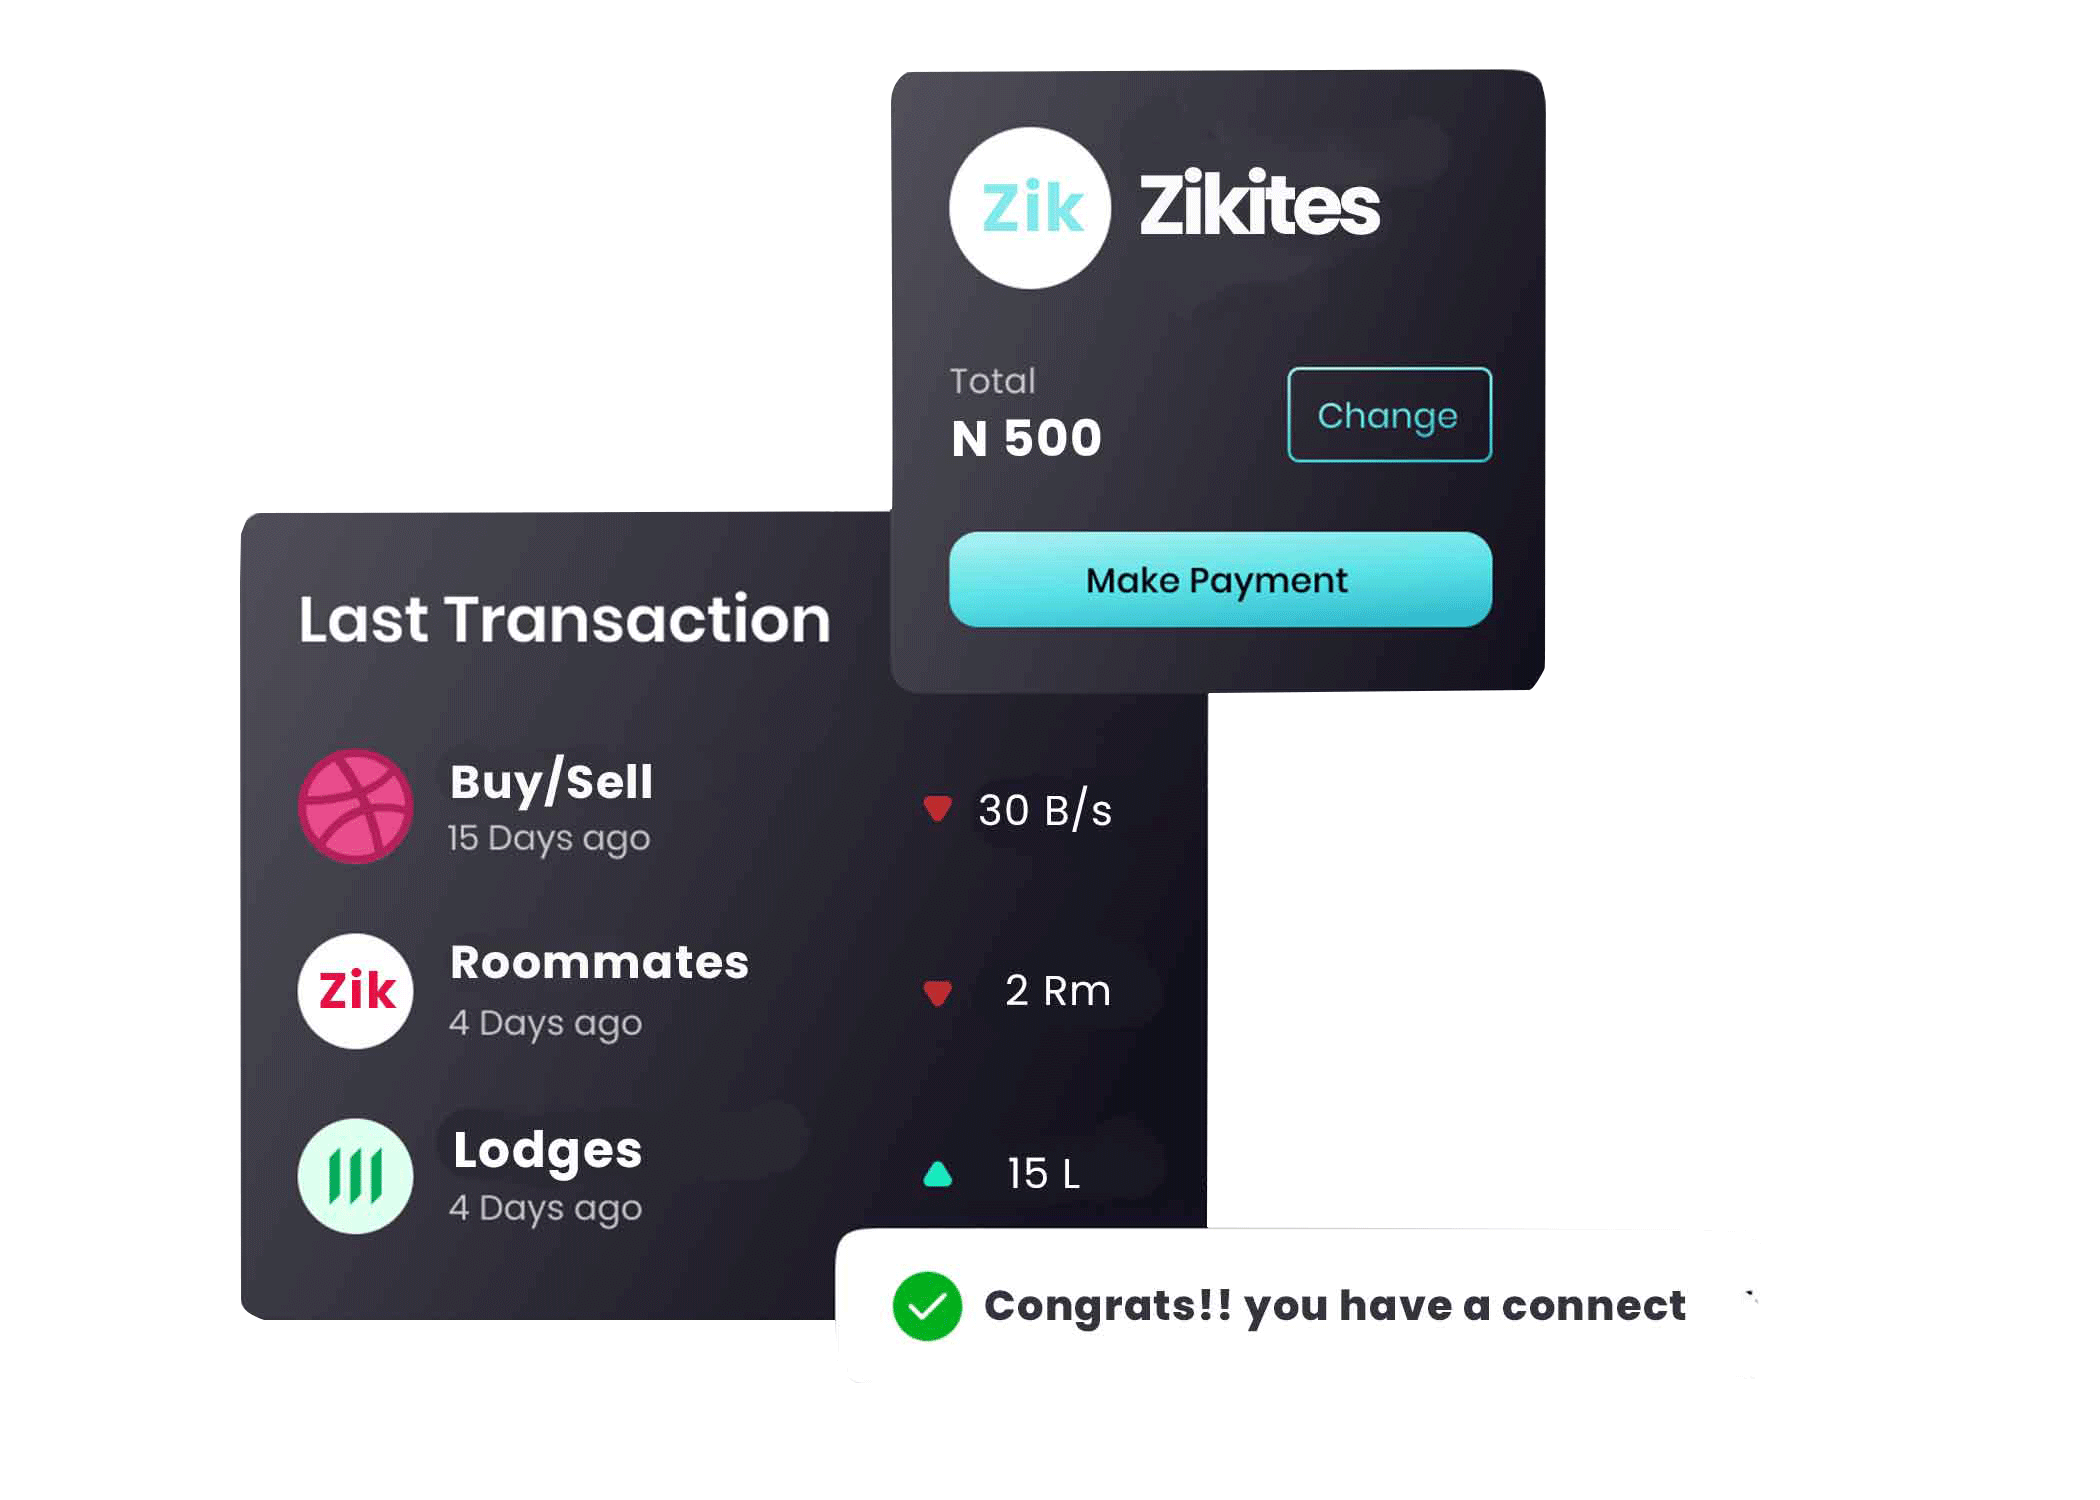 Zik
Zikites
Total
N 500
Change
Make Payment
Last Transaction
Buy/Sell
15 Days ago
30 B/s
Zik
Roommates
4 Days ago
2 Rm
Lodges
4 Days ago
15 L
Congrats!! you have a connect